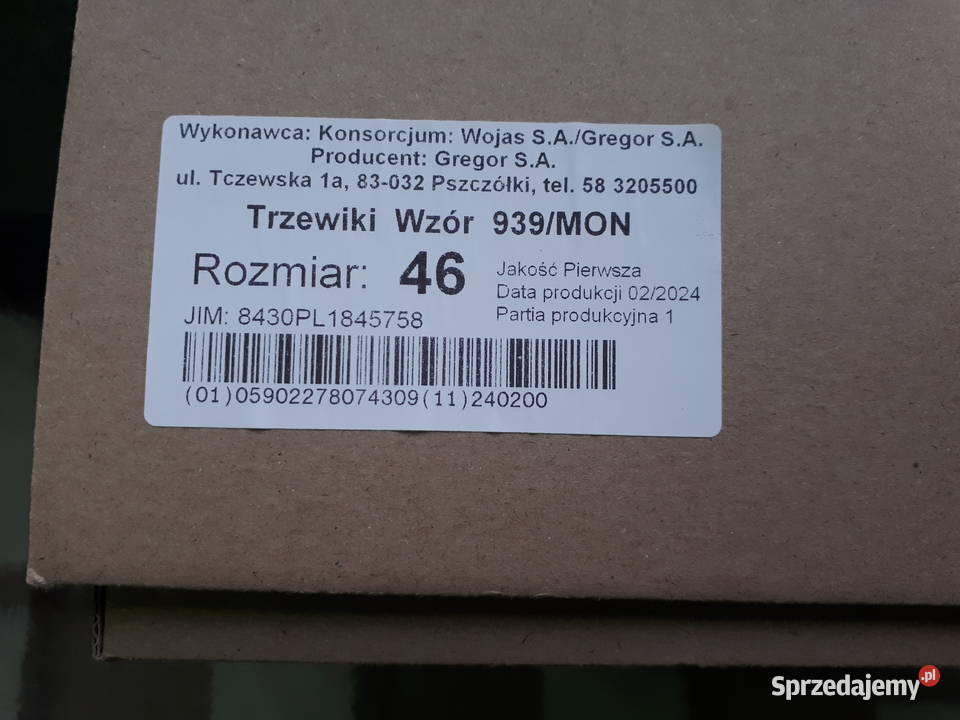 Wykonawca: Konsorcjum: Wojas S.A./Gregor S.A.
Producent: Gregor S.A.
ul. Tczewska 1a, 83-032 Pszczółki, tel. 58 3205500
Trzewiki Wzór 939/MON
Rozmiar: 46
Jakość Pierwsza
Data produkcji 02/2024
Partia produkcyjna 1
JIM: 8430PL1845758
(01)05902278074309(11)240200
Sprzedajemy.pl